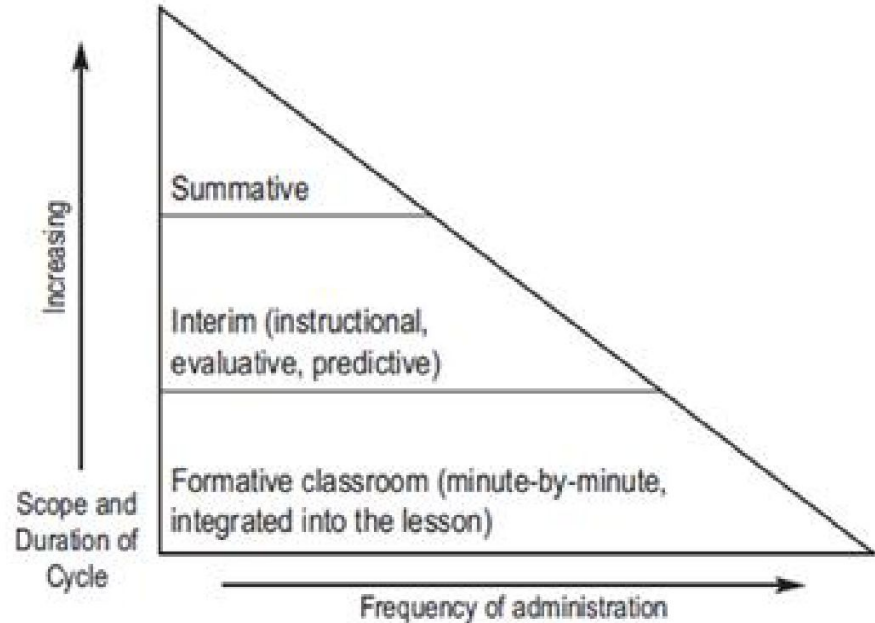 Summative
Increasing
Interim (instructional,
evaluative, predictive)
Formative classroom (minute-by-minute,
integrated into the lesson)
Scope and
Duration of
Cycle
Frequency of administration